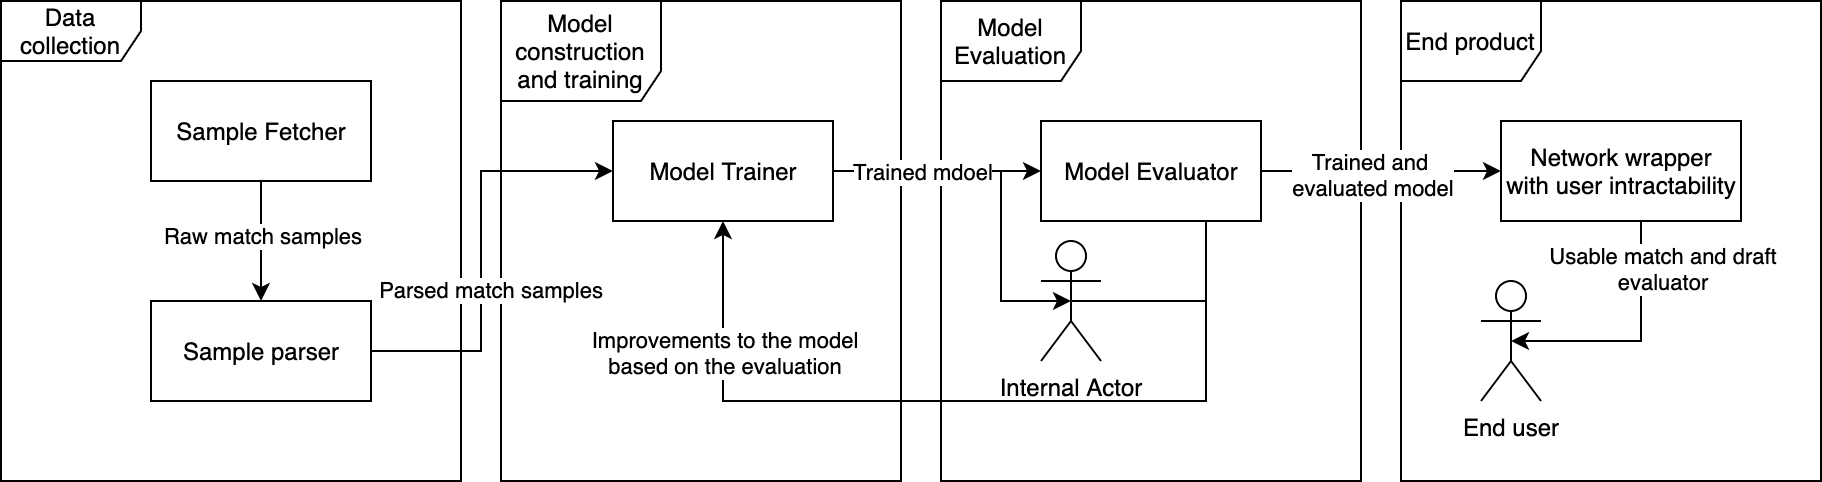 Data
collection
Sample Fetcher
Raw match samples
Sample parser
Parsed match samples
Model
construction
and training
Model Trainer
Trained mdoel
Improvements to the model
based on the evaluation
Model
Evaluation
Model Evaluator
Internal Actor
Trained and
evaluated model
End product
Network wrapper
with user intractability
Usable match and draft
evaluator
End user